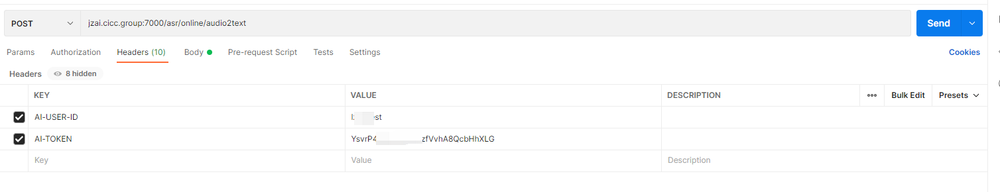 POST jzai.cicc.group:7000/asr/online/audio2text Send
Params Authorization Headers (10) Body Pre-request Script Tests Settings Cookies
Headers 8 hidden
KEY VALUE DESCRIPTION Bulk Edit Presets
AI-USER-ID est
AI-TOKEN YsvrP4 zfVvhA8QcbHhXLG
Key Value Description